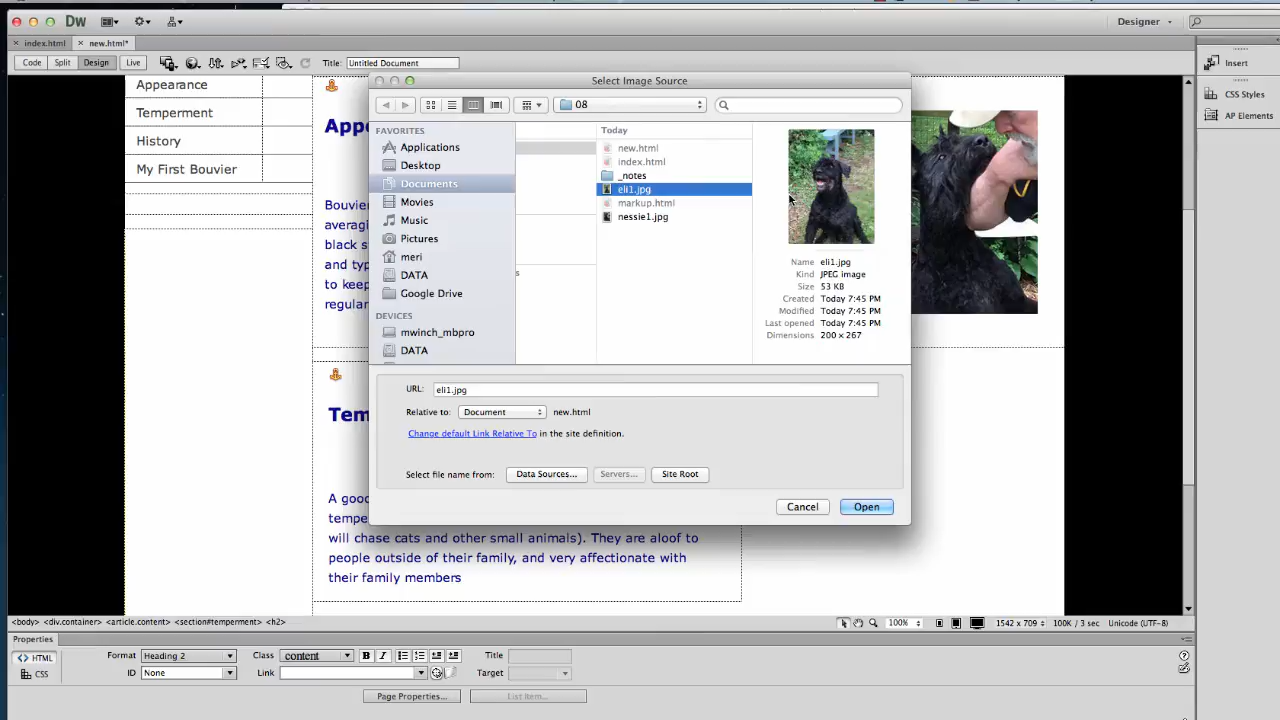 Dw
Designer
index.html
new.html*
Code Split Design Live Title: Untitled Document
Insert
CSS Styles
AP Elements
Appearance
Temperment
History
My First Bouvier
Appe
Bouvier
averagi
black s
and typ
to keep
regular
Select Image Source
08
FAVORITES
Applications
Desktop
Documents
Movies
Music
Pictures
meri
DATA
Google Drive
DEVICES
mwinch_mbpro
DATA
s
Today
new.html
index.html
_notes
eli1.jpg
markup.html
nessie1.jpg
Name eli1.jpg
Kind JPEG image
Size 53 KB
Created Today 7:45 PM
Modified Today 7:45 PM
Last opened Today 7:45 PM
Dimensions 200 × 267
URL: eli1.jpg
Relative to: Document new.html
Change default Link Relative To in the site definition.
Select file name from: Data Sources... Servers... Site Root
Cancel Open
Tem
A good
tempe
will chase cats and other small animals). They are aloof to
people outside of their family, and very affectionate with
their family members
<body> <div.container> <article.content> <section#temperment> <h2>
100% 1542 x 709 100K / 3 sec Unicode (UTF-8)
Properties
HTML Format Heading 2 Class content B I Title
CSS ID None Link Target
Page Properties... List Item...